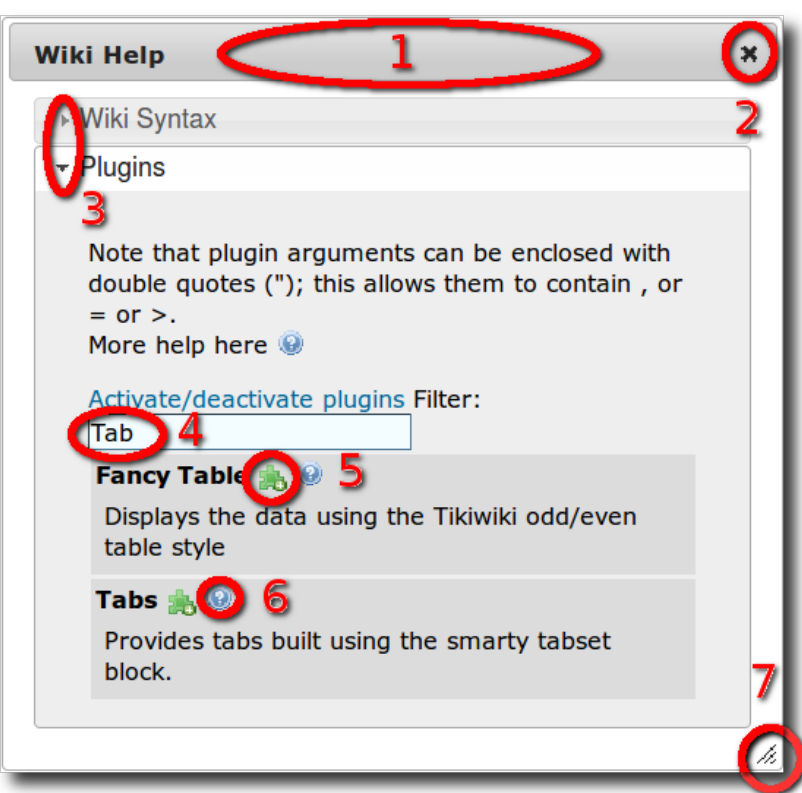 Wiki Help 1
2
Wiki Syntax
Plugins
3
Note that plugin arguments can be enclosed with
double quotes ("); this allows them to contain , or
= or >.
More help here
Activate/deactivate plugins Filter:
Tab 4
Fancy Table 5
Displays the data using the Tikiwiki odd/even
table style
Tabs 6
Provides tabs built using the smarty tabset
block.
7